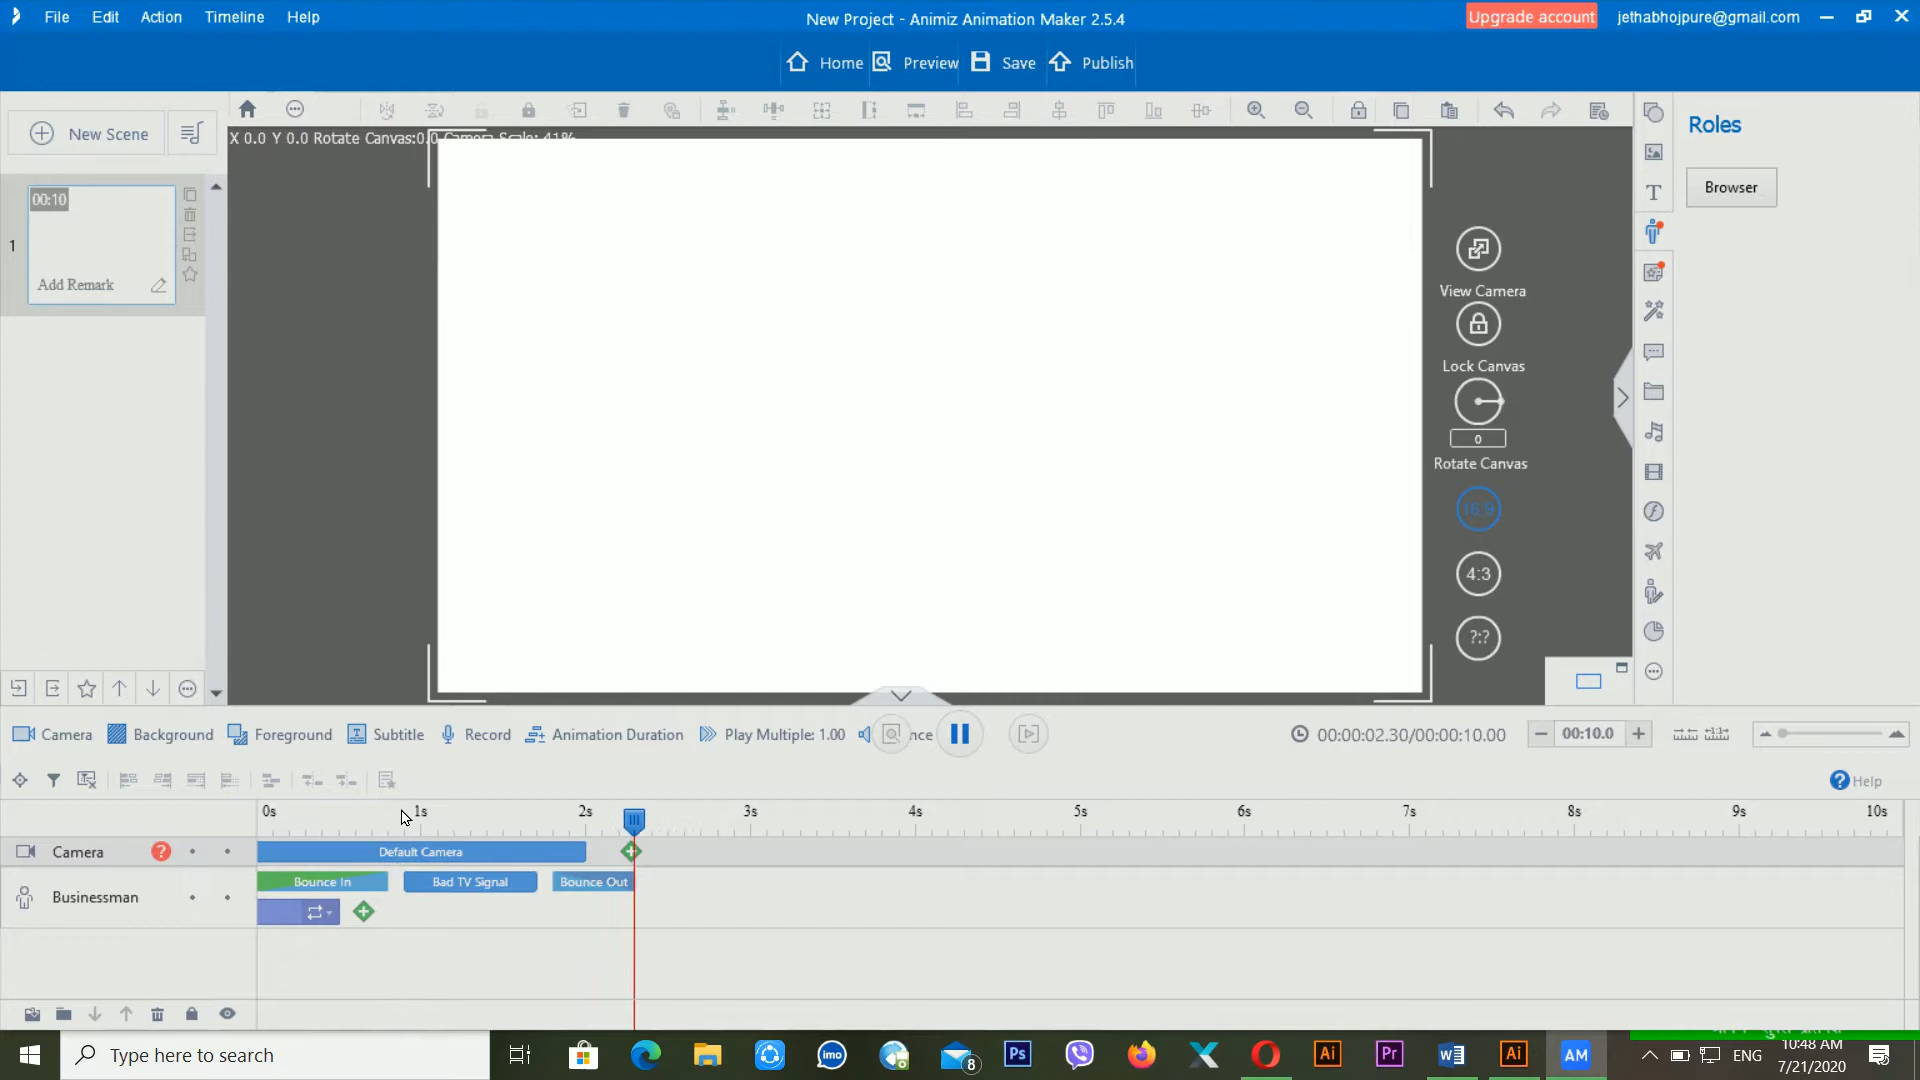 File Edit Action Timeline Help
New Project - Animiz Animation Maker 2.5.4
Upgrade account
jethabhojpure@gmail.com
Home Preview Save Publish
New Scene
X 0.0 Y 0.0 Rotate Canvas:0.0 Camera Scale: 41%
Roles
Browser
00:10
1
Add Remark
View Camera
Lock Canvas
0
Rotate Canvas
16:9
4:3
?:?
Camera Background Foreground Subtitle Record Animation Duration Play Multiple: 1.00
00:00:02.30/00:00:10.00
00:10.0
Help
0s 1s 2s 3s 4s 5s 6s 7s 8s 9s 10s
Camera
Default Camera
Businessman
Bounce In Bad TV Signal Bounce Out
Type here to search
imo
8
Ps
Ai
Pr
Ai
AM
ENG
10:48 AM
7/21/2020